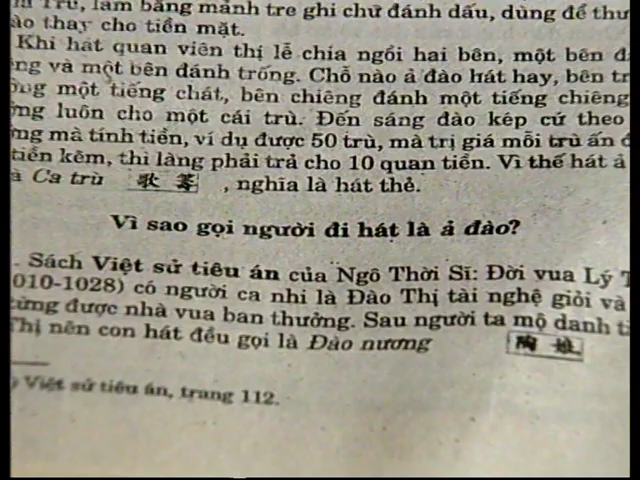 Trù, làm bằng mảnh tre ghi chữ đánh dấu, dùng để thư
ào thay cho tiền mặt.
Khi hát quan viên thị lễ chia ngồi hai bên, một bên đ
ng và một bên đánh trống. Chỗ nào ả đào hát hay, bên tr
ống một tiếng chát, bên chiêng đánh một tiếng chiêng
ng luôn cho một cái trù. Đến sáng đào kép cứ theo
ng mà tính tiền, ví dụ được 50 trù, mà trị giá mỗi trù ấn đ
tiền kẽm, thì làng phải trả cho 10 quan tiền. Vì thế hát ả
à Ca trù 歌籌, nghĩa là hát thẻ.
Vì sao gọi người đi hát là ả đào?
. Sách Việt sử tiêu án của Ngô Thời Sĩ: Đời vua Lý T
010-1028) có người ca nhi là Đào Thị tài nghệ giỏi và
từng được nhà vua ban thưởng. Sau người ta mộ danh ti
Thị nên con hát đều gọi là Đào nương 陶娘
) Việt sử tiêu án, trang 112.